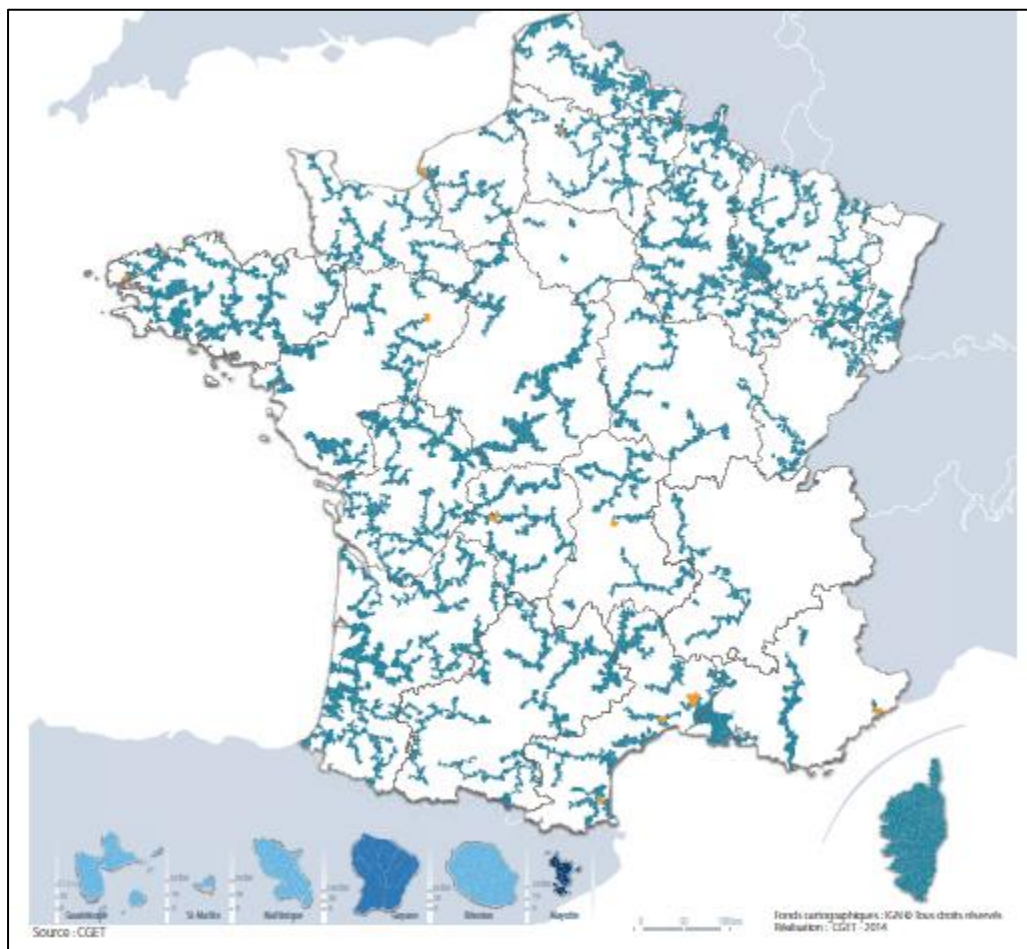 Guadeloupe
St-Martin
Martinique
Guyane
Réunion
Mayotte
Source : CGET
Fonds cartographiques : IGN © Tous droits réservés
Réalisation : CGET - 2014